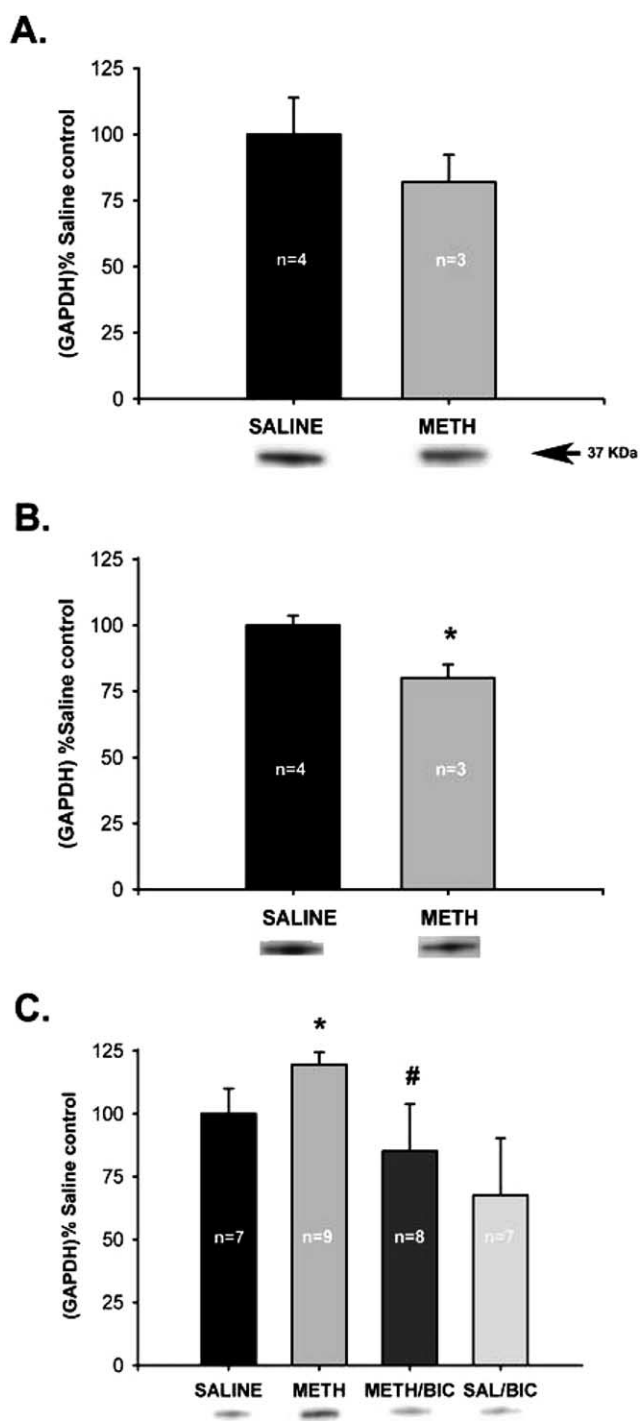 A.
(GAPDH)% Saline control
125
100
75
50
25
0
n=4
n=3
SALINE METH
37 KDa
B.
(GAPDH) %Saline control
125
100
75
50
25
0
*
n=4
n=3
SALINE METH
C.
(GAPDH)% Saline control
125
100
75
50
25
0
*
#
n=7
n=9
n=8
n=7
SALINE METH METH/BIC SAL/BIC